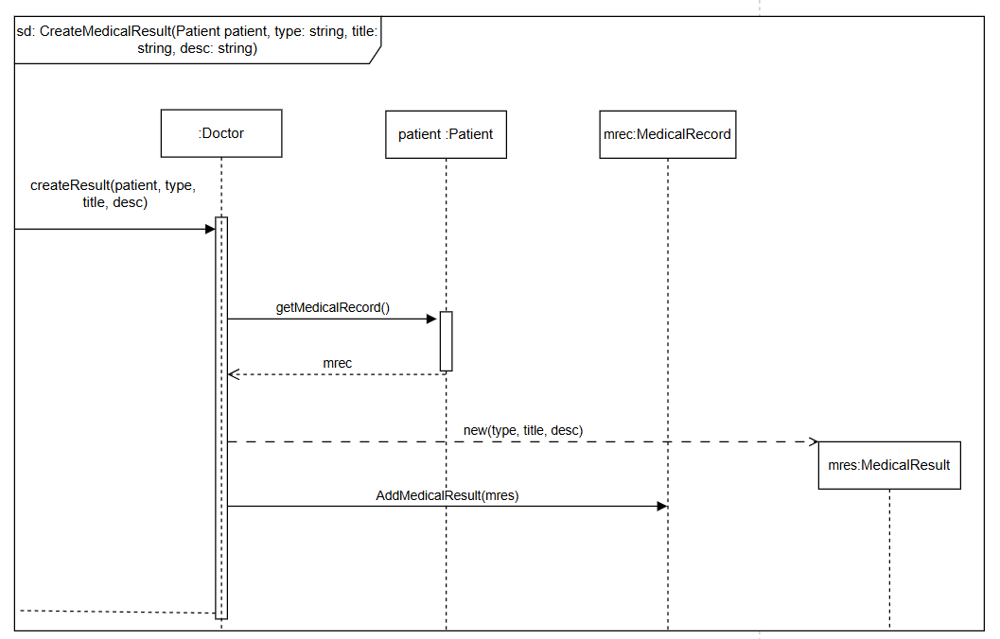 sd: CreateMedicalResult(Patient patient, type: string, title:
string, desc: string)
:Doctor
patient :Patient
mrec:MedicalRecord
createResult(patient, type,
title, desc)
getMedicalRecord()
mrec
new(type, title, desc)
mres:MedicalResult
AddMedicalResult(mres)